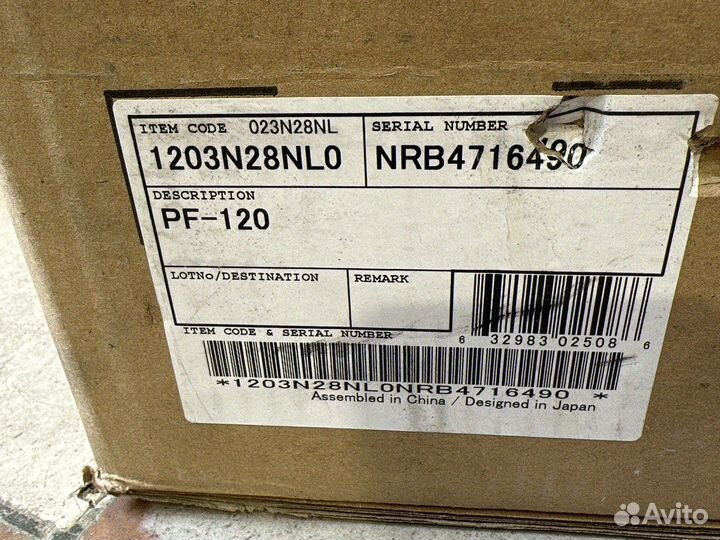 ITEM CODE 023N28NL SERIAL NUMBER
1203N28NL0 NRB4716490
DESCRIPTION
PF-120
LOTNo/DESTINATION REMARK
ITEM CODE & SERIAL NUMBER
6 32983 02508 6
*1203N28NL0NRB4716490 *
Assembled in China / Designed in Japan
Avito